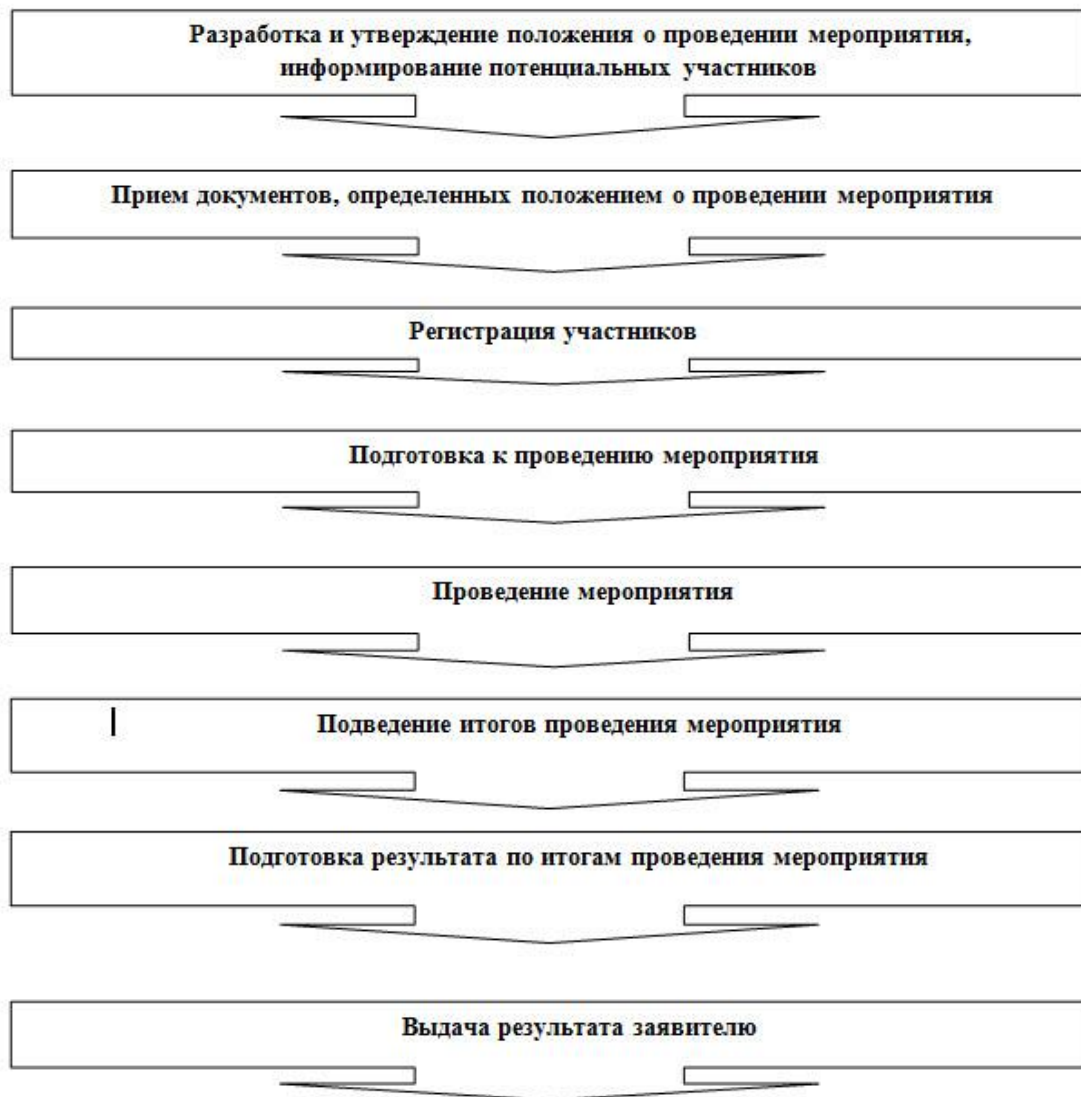 Разработка и утверждение положения о проведении мероприятия,
информирование потенциальных участников
Прием документов, определенных положением о проведении мероприятия
Регистрация участников
Подготовка к проведению мероприятия
Проведение мероприятия
Подведение итогов проведения мероприятия
Подготовка результата по итогам проведения мероприятия
Выдача результата заявителю